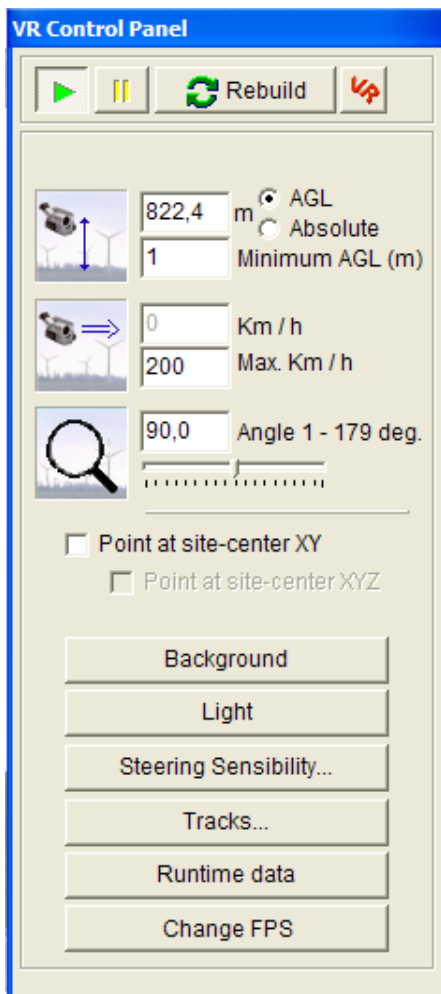 VR Control Panel
Rebuild
VR
822,4 m AGL
Absolute
1 Minimum AGL (m)
0 Km / h
200 Max. Km / h
90,0 Angle 1 - 179 deg.
Point at site-center XY
Point at site-center XYZ
Background
Light
Steering Sensibility...
Tracks...
Runtime data
Change FPS